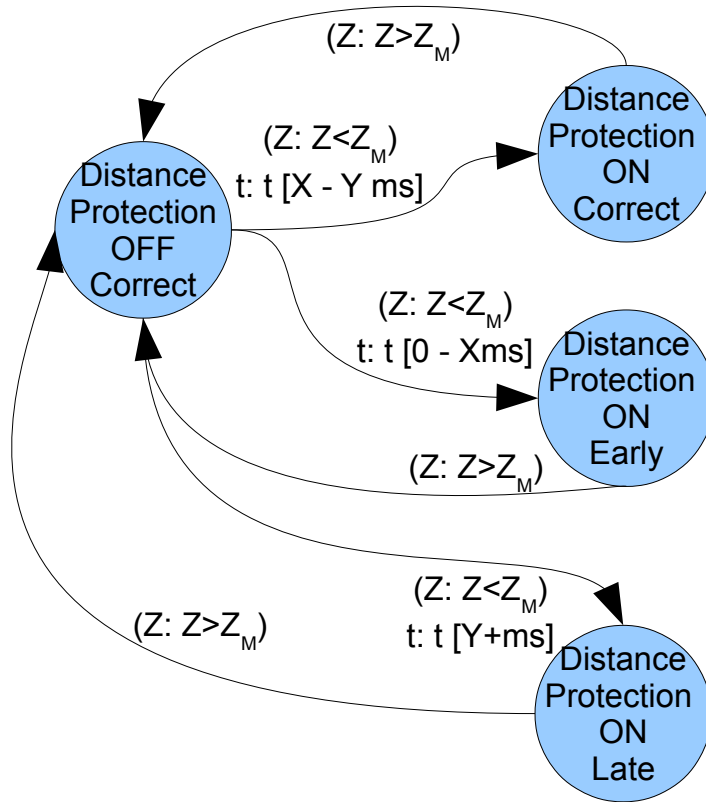 (Z: Z>Z_M)
Distance
Protection
ON
Correct
(Z: Z<Z_M)
t: t [X - Y ms]
Distance
Protection
OFF
Correct
(Z: Z<Z_M)
t: t [0 - Xms]
Distance
Protection
ON
Early
(Z: Z>Z_M)
(Z: Z<Z_M)
t: t [Y+ms]
(Z: Z>Z_M)
Distance
Protection
ON
Late